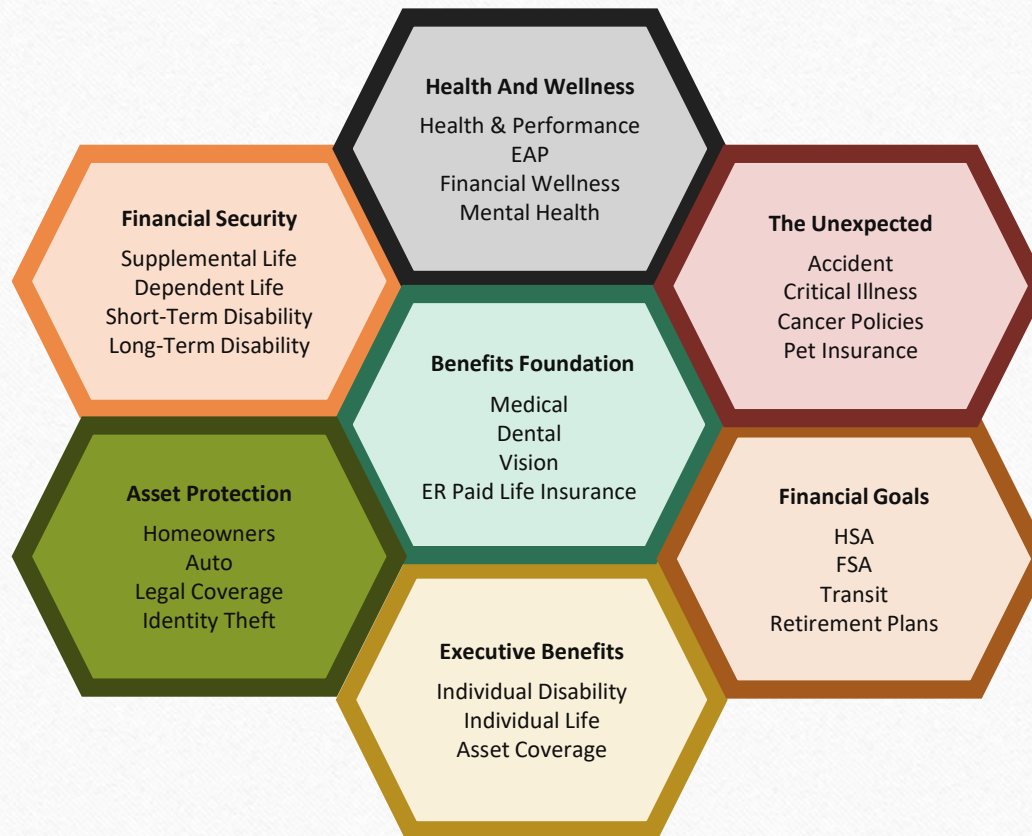 Health And Wellness
Health & Performance
EAP
Financial Wellness
Mental Health
Financial Security
Supplemental Life
Dependent Life
Short-Term Disability
Long-Term Disability
The Unexpected
Accident
Critical Illness
Cancer Policies
Pet Insurance
Benefits Foundation
Medical
Dental
Vision
ER Paid Life Insurance
Asset Protection
Homeowners
Auto
Legal Coverage
Identity Theft
Financial Goals
HSA
FSA
Transit
Retirement Plans
Executive Benefits
Individual Disability
Individual Life
Asset Coverage